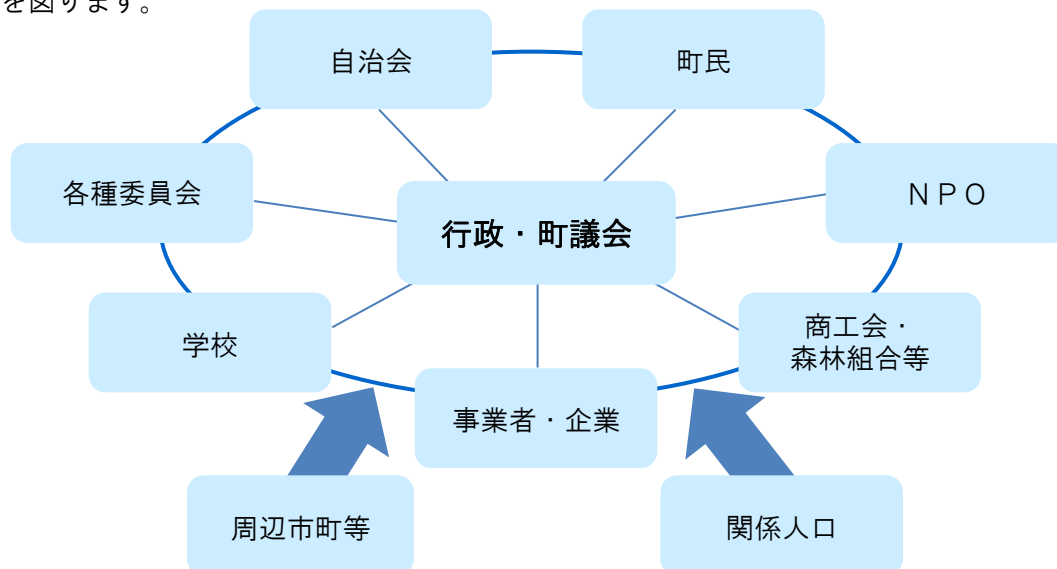 を図ります。
自治会
町民
各種委員会
ＮＰＯ
行政・町議会
学校
商工会・
森林組合等
事業者・企業
周辺市町等
関係人口